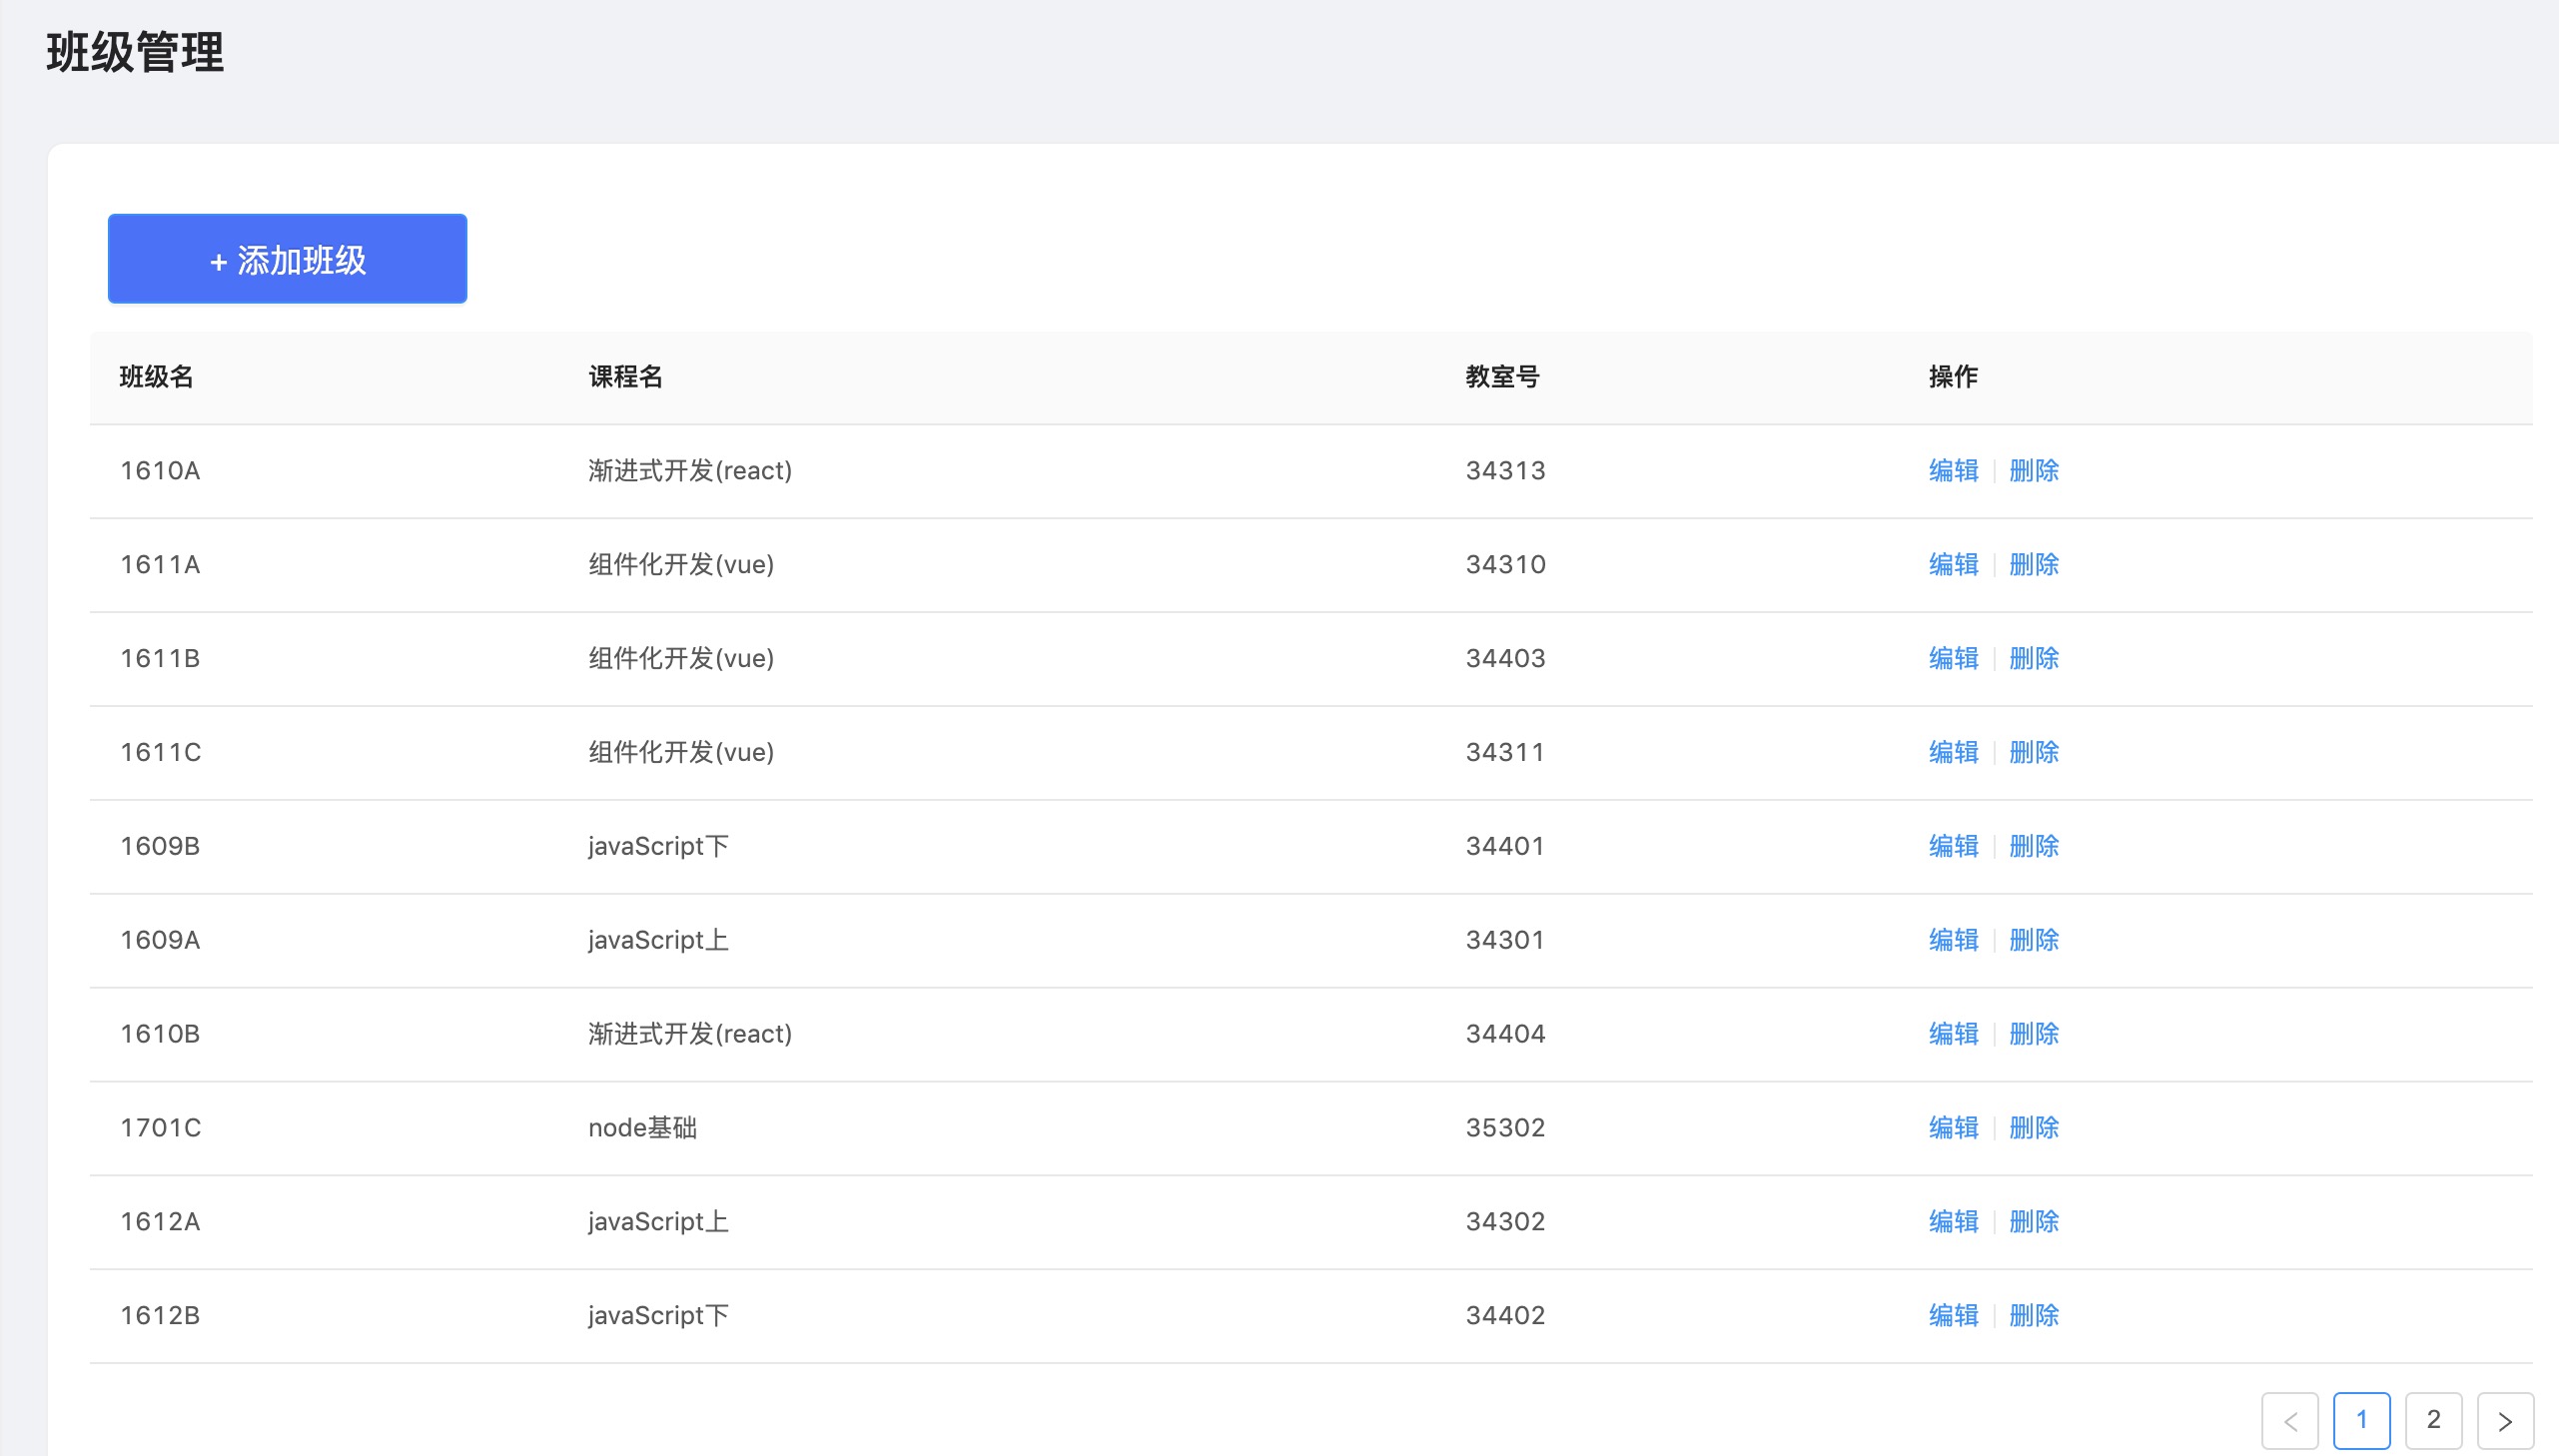 班级管理
+ 添加班级
班级名 课程名 教室号 操作
1610A 渐进式开发(react) 34313 编辑 删除
1611A 组件化开发(vue) 34310 编辑 删除
1611B 组件化开发(vue) 34403 编辑 删除
1611C 组件化开发(vue) 34311 编辑 删除
1609B javaScript下 34401 编辑 删除
1609A javaScript上 34301 编辑 删除
1610B 渐进式开发(react) 34404 编辑 删除
1701C node基础 35302 编辑 删除
1612A javaScript上 34302 编辑 删除
1612B javaScript下 34402 编辑 删除
< 1 2 >